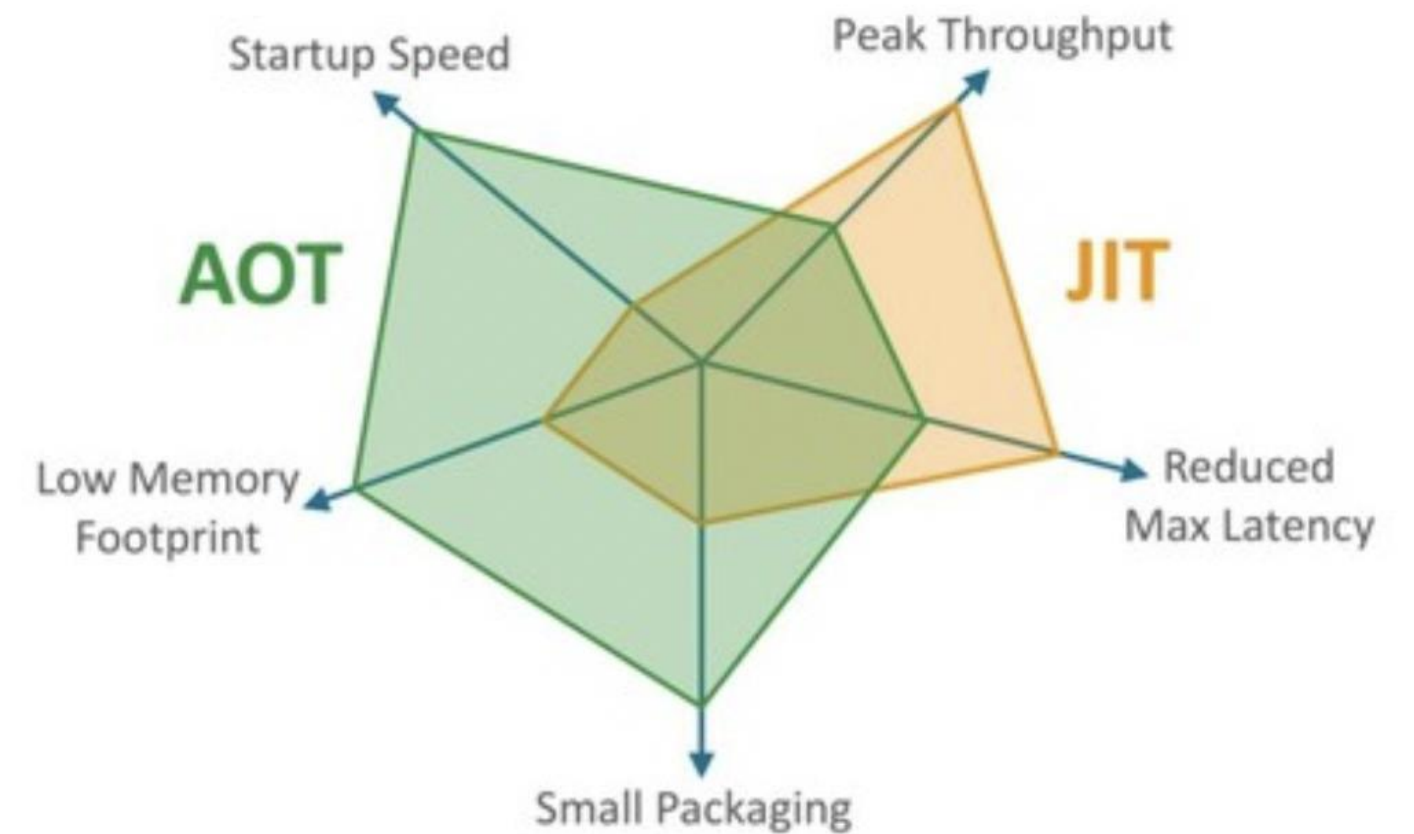 Startup Speed
Peak Throughput
AOT
JIT
Low Memory
Footprint
Reduced
Max Latency
Small Packaging